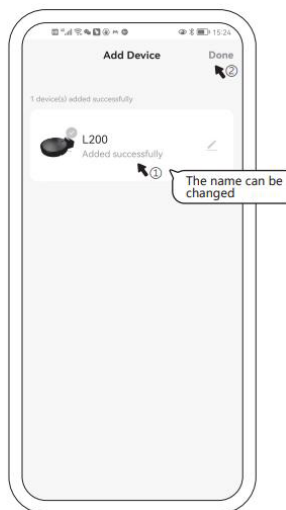 15:24
Add Device
Done
②
1 device(s) added successfully
L200
Added successfully
①
The name can be
changed